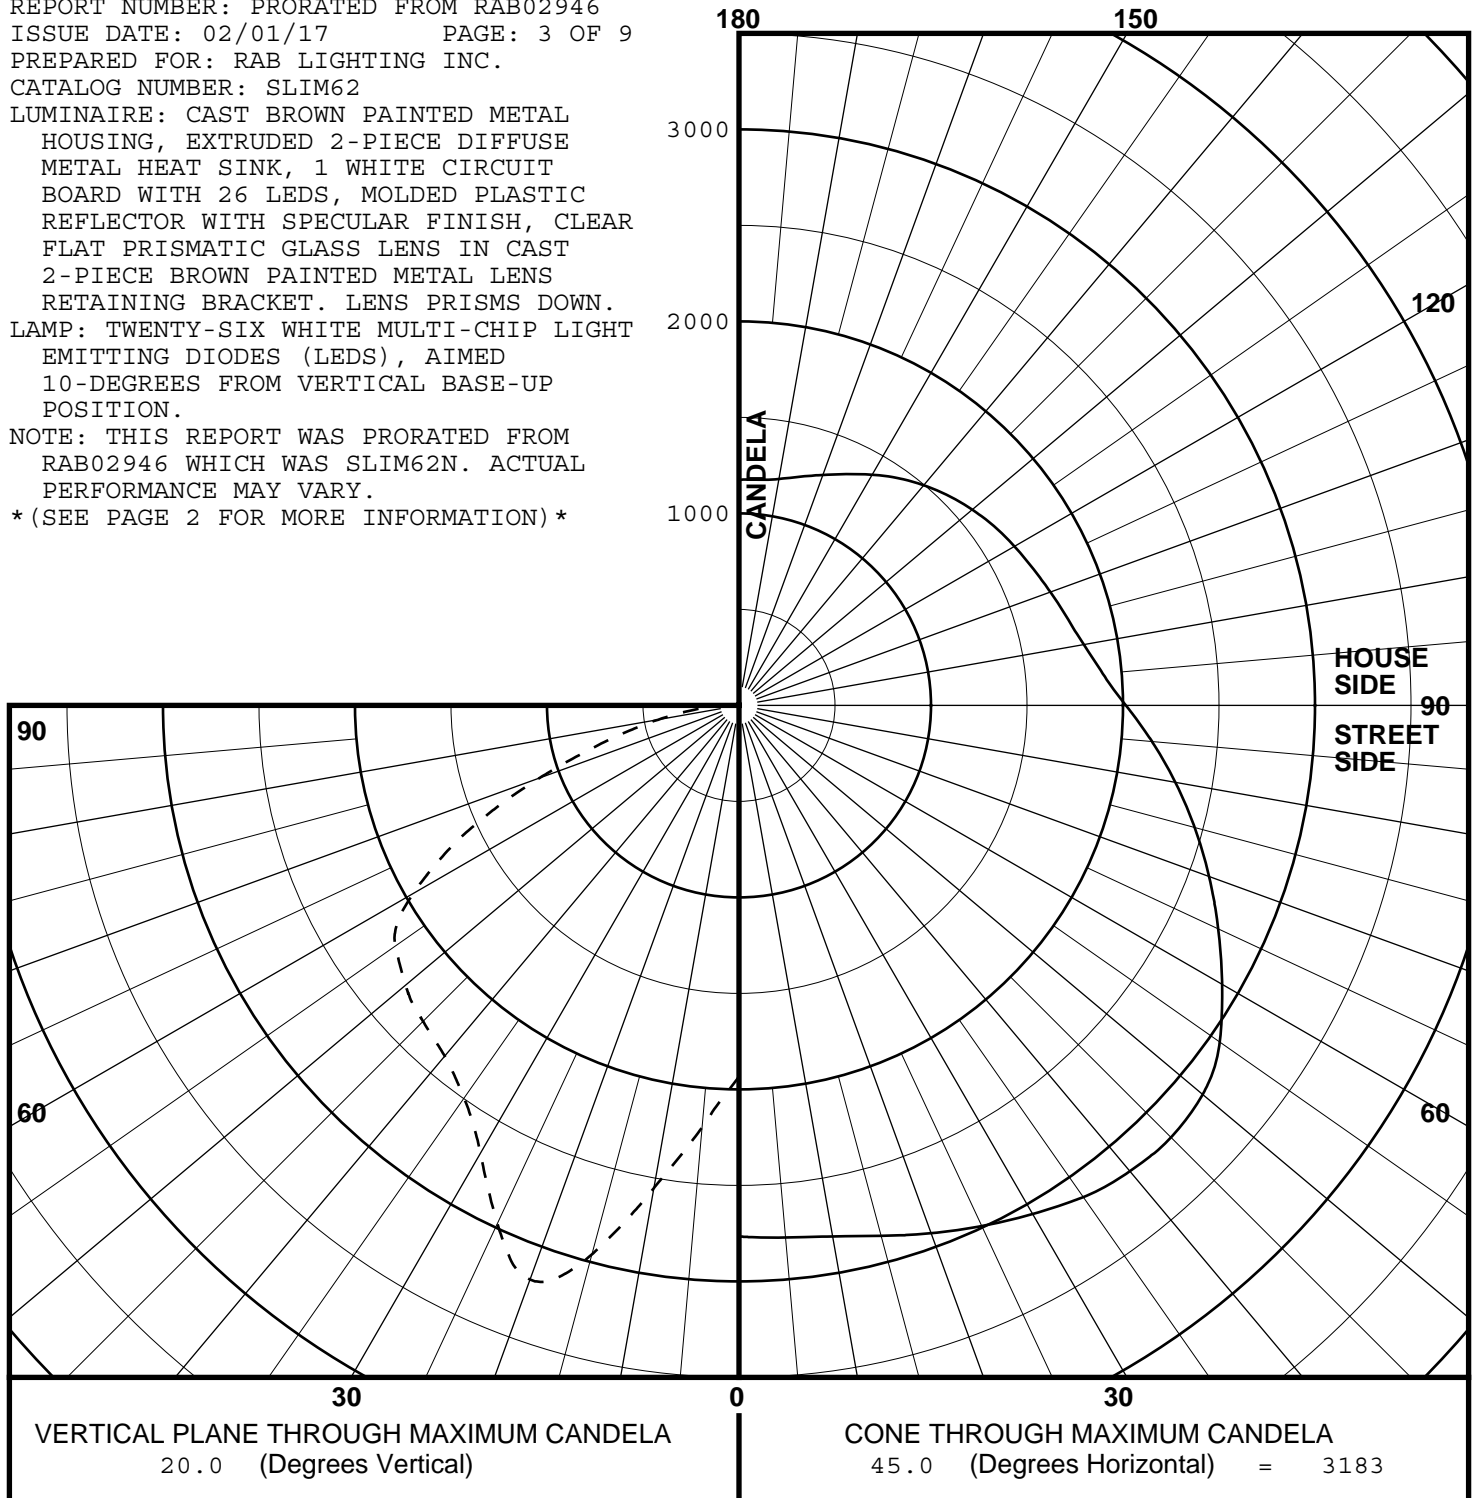 REPORT NUMBER: PRORATED FROM RAB02946
ISSUE DATE: 02/01/17 PAGE: 3 OF 9
PREPARED FOR: RAB LIGHTING INC.
CATALOG NUMBER: SLIM62
LUMINAIRE: CAST BROWN PAINTED METAL
HOUSING, EXTRUDED 2-PIECE DIFFUSE
METAL HEAT SINK, 1 WHITE CIRCUIT
BOARD WITH 26 LEDS, MOLDED PLASTIC
REFLECTOR WITH SPECULAR FINISH, CLEAR
FLAT PRISMATIC GLASS LENS IN CAST
2-PIECE BROWN PAINTED METAL LENS
RETAINING BRACKET. LENS PRISMS DOWN.
LAMP: TWENTY-SIX WHITE MULTI-CHIP LIGHT
EMITTING DIODES (LEDS), AIMED
10-DEGREES FROM VERTICAL BASE-UP
POSITION.
NOTE: THIS REPORT WAS PRORATED FROM
RAB02946 WHICH WAS SLIM62N. ACTUAL
PERFORMANCE MAY VARY.
*(SEE PAGE 2 FOR MORE INFORMATION)*
180
150
3000
120
2000
CANDELA
1000
HOUSE
SIDE
90
90
STREET
SIDE
60
60
30
0
30
VERTICAL PLANE THROUGH MAXIMUM CANDELA
20.0 (Degrees Vertical)
CONE THROUGH MAXIMUM CANDELA
45.0 (Degrees Horizontal) = 3183